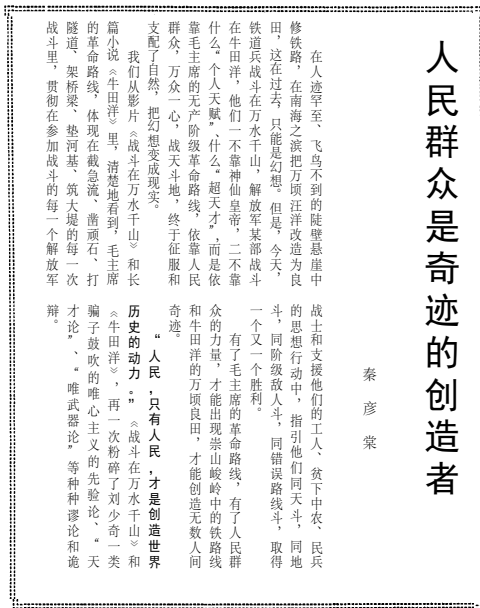 人民群众是奇迹的创造者
秦彦棠
在人迹罕至、飞鸟不到的陡壁悬崖中
修铁路，在南海之滨把万顷汪洋改造为良
田，这在过去，只能是幻想。但是，今天，
铁道兵战斗在万水千山，解放军某部战斗
在牛田洋，他们一不靠神仙皇帝，二不靠
什么“个人天赋”、什么“超天才”，而是依
靠毛主席的无产阶级革命路线，依靠人民
群众，万众一心，战天斗地，终于征服和
支配了自然，把幻想变成现实。
我们从影片《战斗在万水千山》和长
篇小说《牛田洋》里，清楚地看到，毛主席
的革命路线，体现在截急流、凿顽石、打
隧道、架桥梁、垫河基、筑大堤的每一次
战斗里，贯彻在参加战斗的每一个解放军
战士和支援他们的工人、贫下中农、民兵
的思想行动中，指引他们同天斗，同地
斗，同阶级敌人斗，同错误路线斗，取得
一个又一个胜利。
有了毛主席的革命路线，有了人民群
众的力量，才能出现崇山峻岭中的铁路线
和牛田洋的万顷良田，才能创造无数人间
奇迹。
“人民，只有人民，才是创造世界
历史的动力。”《战斗在万水千山》和
《牛田洋》，再一次粉碎了刘少奇一类
骗子鼓吹的唯心主义的先验论、“天
才论”、“唯武器论”等种种谬论和诡
辩。